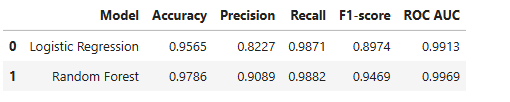 Model Accuracy Precision Recall F1-score ROC AUC
0 Logistic Regression 0.9565 0.8227 0.9871 0.8974 0.9913
1 Random Forest 0.9786 0.9089 0.9882 0.9469 0.9969